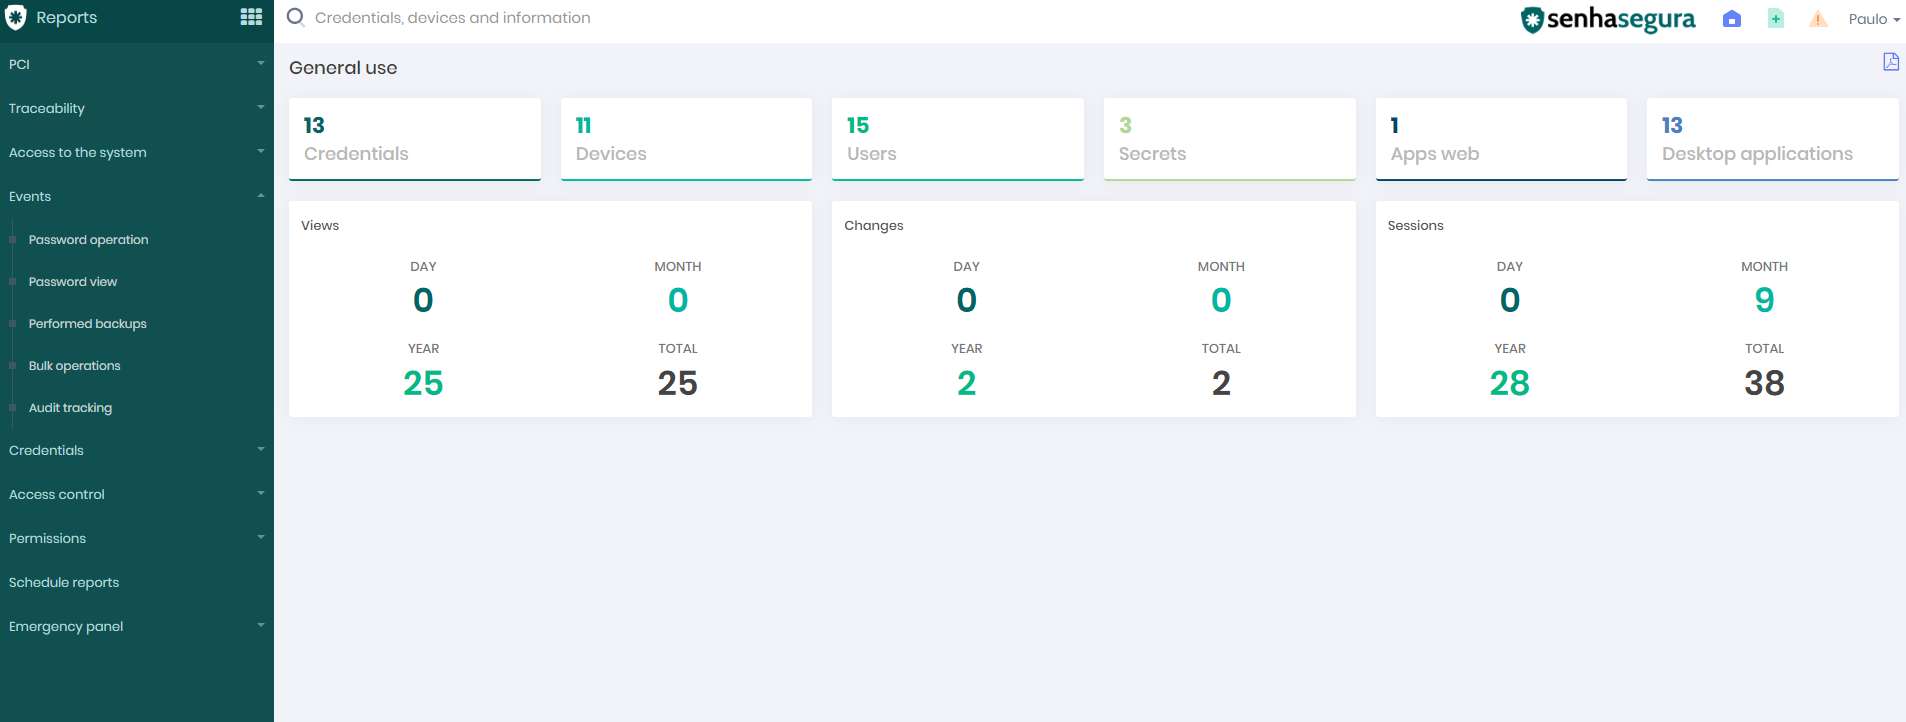 Reports
Credentials, devices and information
senhasegura
Paulo
PCI
Traceability
Access to the system
Events
Password operation
Password view
Performed backups
Bulk operations
Audit tracking
Credentials
Access control
Permissions
Schedule reports
Emergency panel
General use
13
Credentials
11
Devices
15
Users
3
Secrets
1
Apps web
13
Desktop applications
Views
DAY MONTH
0 0
YEAR TOTAL
25 25
Changes
DAY MONTH
0 0
YEAR TOTAL
2 2
Sessions
DAY MONTH
0 9
YEAR TOTAL
28 38